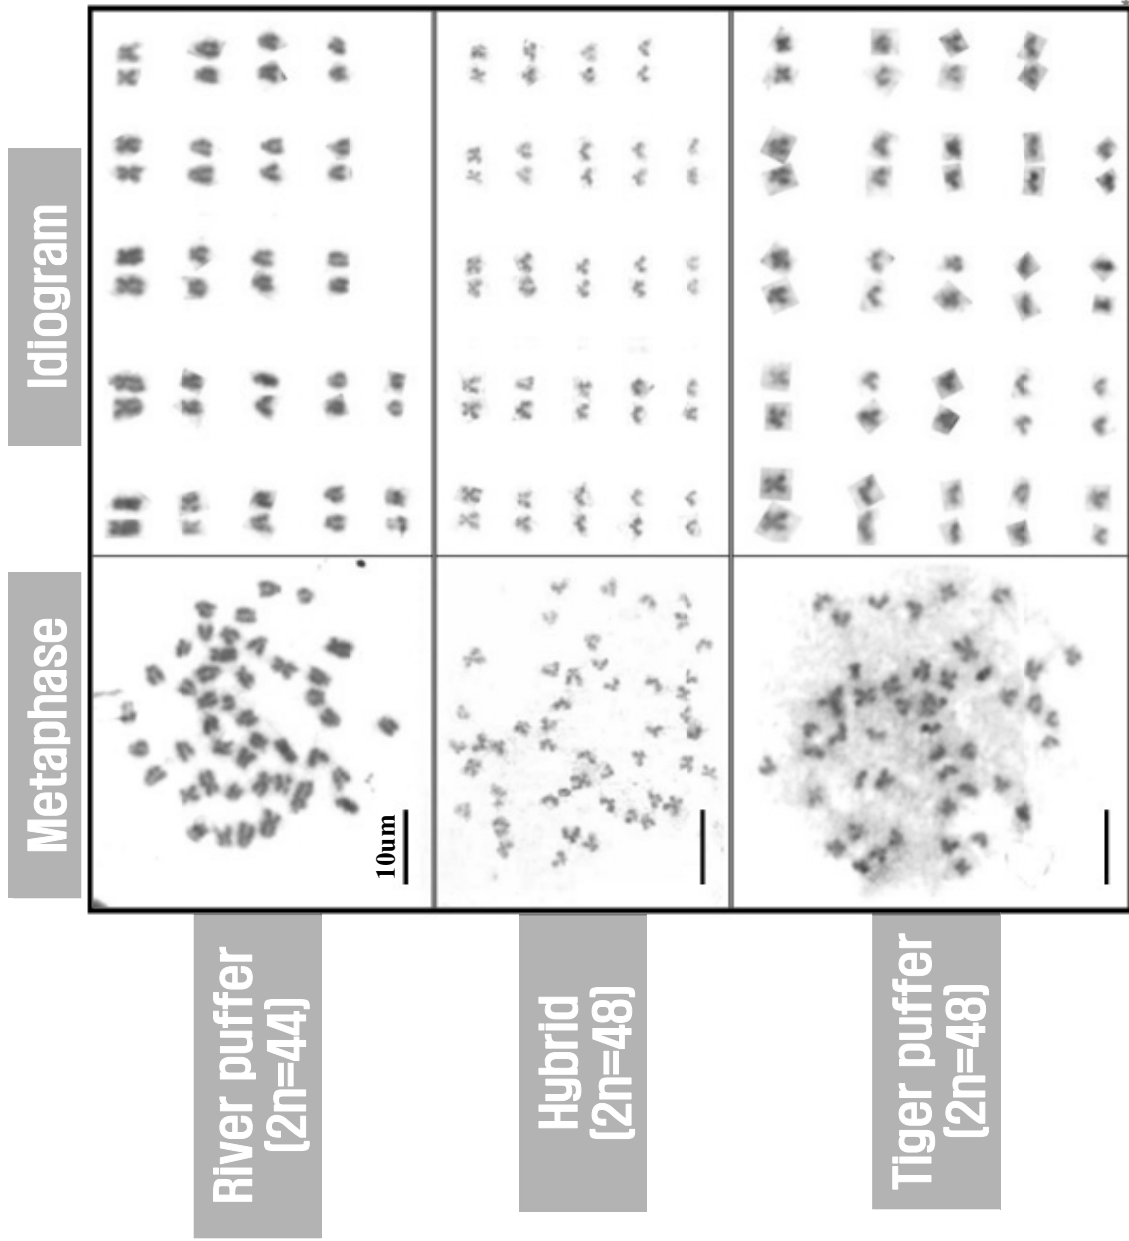 Metaphase
Idiogram
River puffer
(2n=44)
10um
Hybrid
(2n=48)
Tiger puffer
(2n=48)